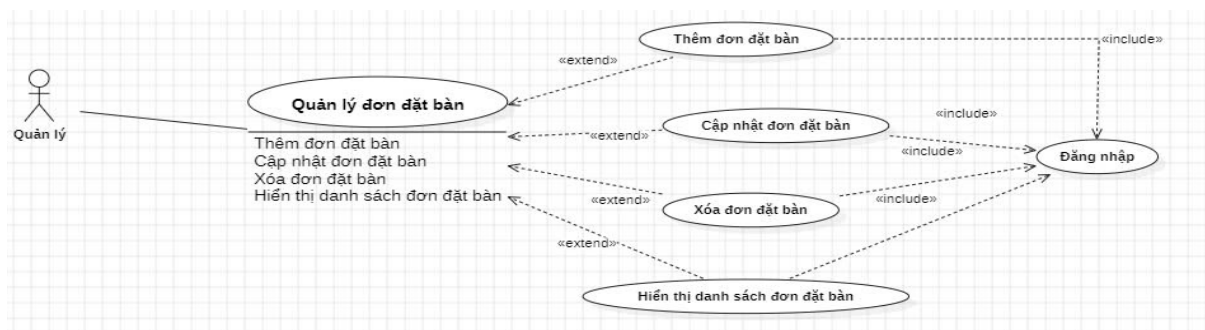 Thêm đơn đặt bàn
«include»
«extend»
Quản lý đơn đặt bàn
Quản lý
Thêm đơn đặt bàn
Cập nhật đơn đặt bàn
Xóa đơn đặt bàn
Hiển thị danh sách đơn đặt bàn
«extend»
Cập nhật đơn đặt bàn
«include»
«include»
Đăng nhập
«extend»
Xóa đơn đặt bàn
«include»
«extend»
Hiển thị danh sách đơn đặt bàn